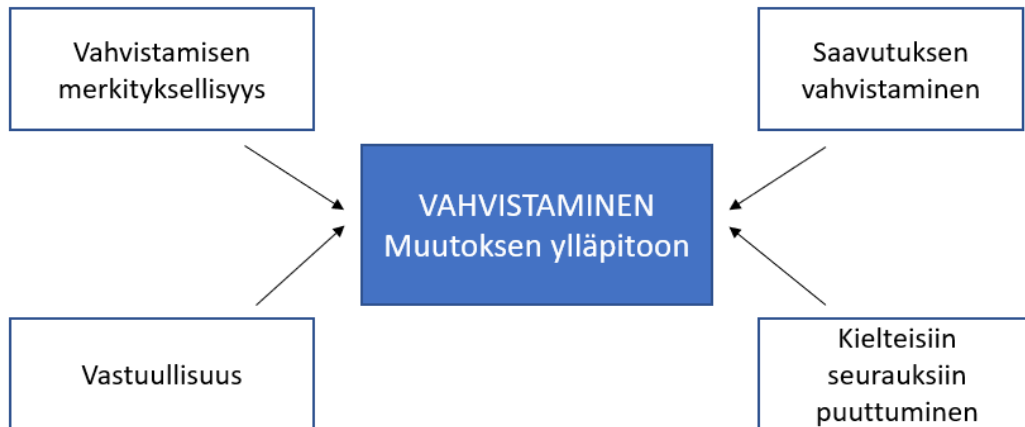 Vahvistamisen
merkityksellisyys
Saavutuksen
vahvistaminen
VAHVISTAMINEN
Muutoksen ylläpitoon
Vastuullisuus
Kielteisiin
seurauksiin
puuttuminen